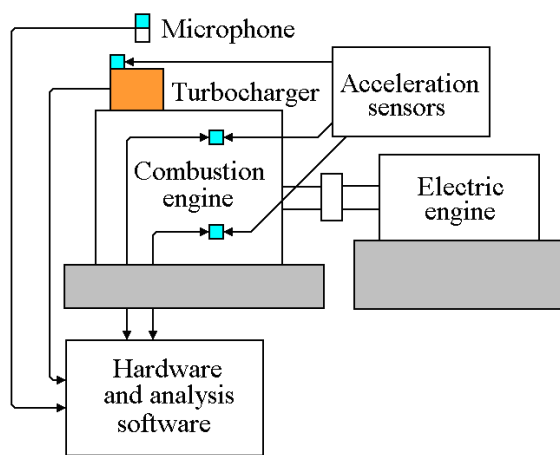 Microphone
Turbocharger
Acceleration
sensors
Combustion
engine
Electric
engine
Hardware
and analysis
software